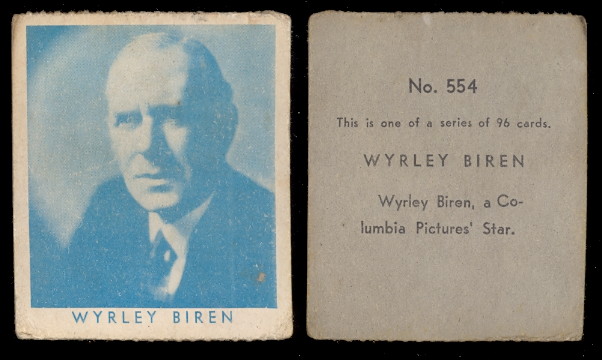 WYRLEY BIREN
No. 554
This is one of a series of 96 cards.
WYRLEY BIREN
Wyrley Biren, a Co-
lumbia Pictures' Star.